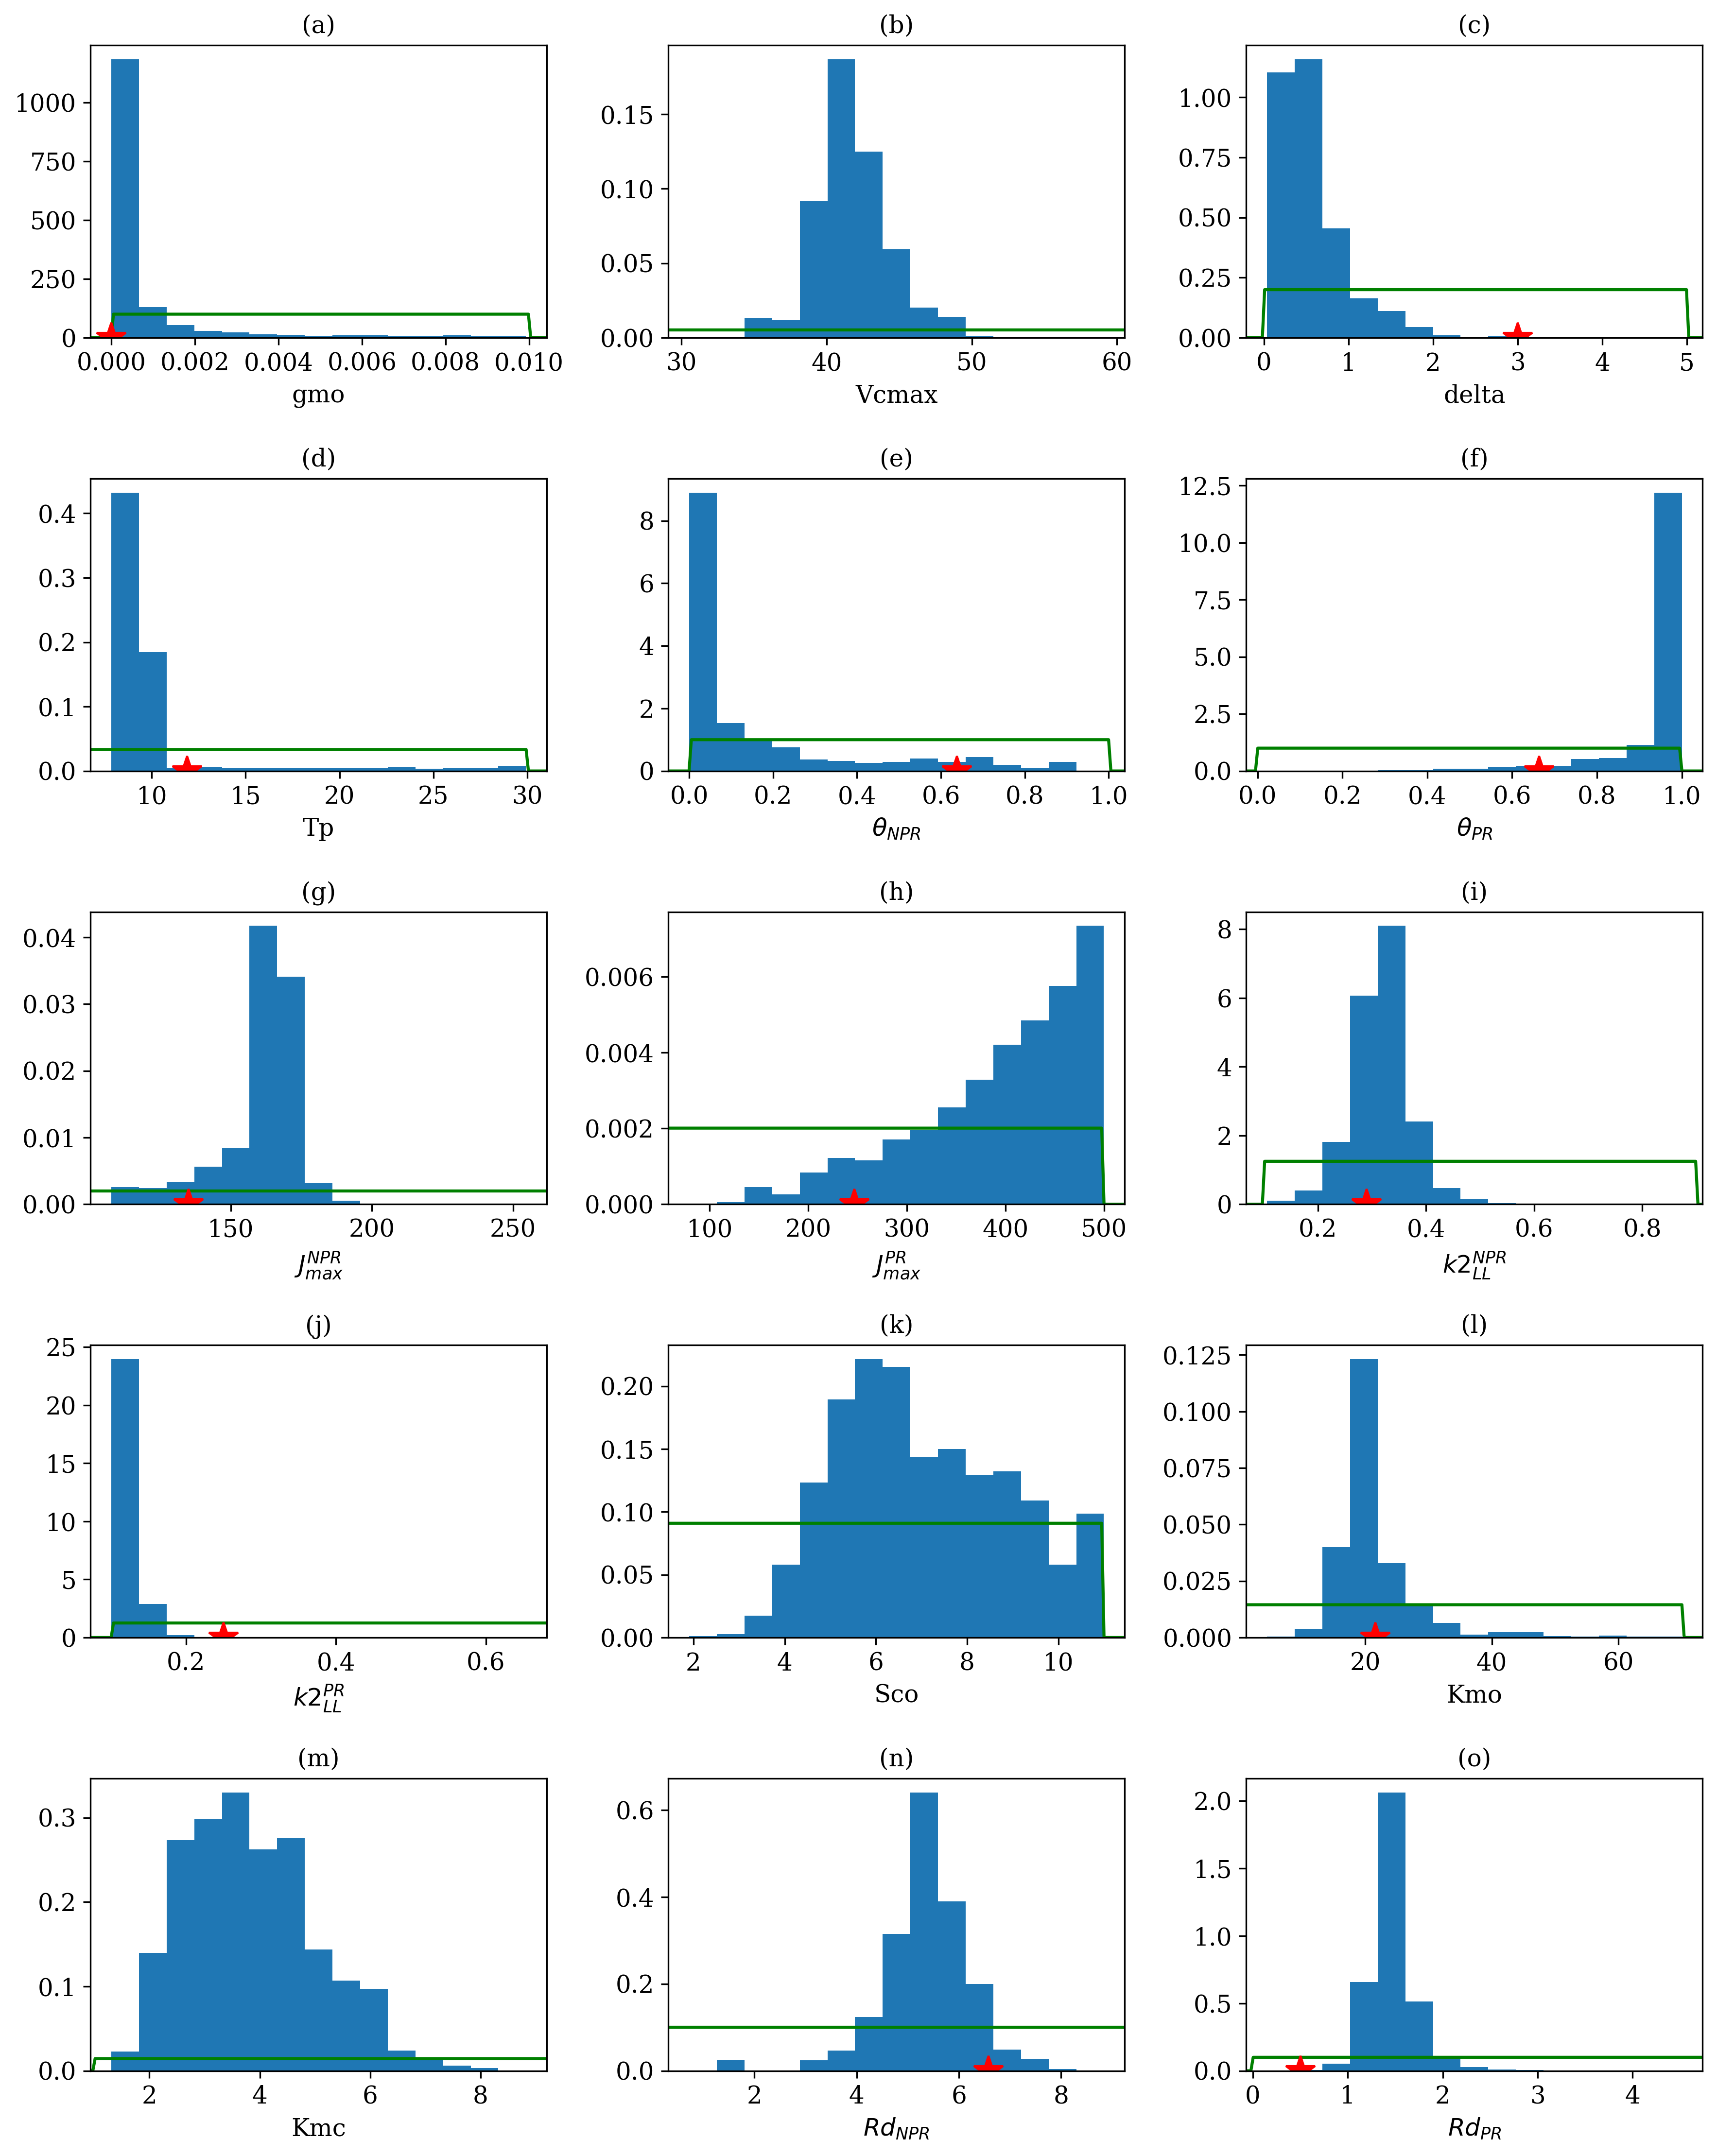 (a)
1000
750
500
250
0
0.000 0.002 0.004 0.006 0.008 0.010
gmo
(b)
0.15
0.10
0.05
0.00
30 40 50 60
Vcmax
(c)
1.00
0.75
0.50
0.25
0.00
0 1 2 3 4 5
delta
(d)
0.4
0.3
0.2
0.1
0.0
10 15 20 25 30
Tp
(e)
8
6
4
2
0
0.0 0.2 0.4 0.6 0.8 1.0
θ_NPR
(f)
12.5
10.0
7.5
5.0
2.5
0.0
0.0 0.2 0.4 0.6 0.8 1.0
θ_PR
(g)
0.04
0.03
0.02
0.01
0.00
150 200 250
J_max^NPR
(h)
0.006
0.004
0.002
0.000
100 200 300 400 500
J_max^PR
(i)
8
6
4
2
0
0.2 0.4 0.6 0.8
k2_LL^NPR
(j)
25
20
15
10
5
0
0.2 0.4 0.6
k2_LL^PR
(k)
0.20
0.15
0.10
0.05
0.00
2 4 6 8 10
Sco
(l)
0.125
0.100
0.075
0.050
0.025
0.000
20 40 60
Kmo
(m)
0.3
0.2
0.1
0.0
2 4 6 8
Kmc
(n)
0.6
0.4
0.2
0.0
2 4 6 8
Rd_NPR
(o)
2.0
1.5
1.0
0.5
0.0
0 1 2 3 4
Rd_PR